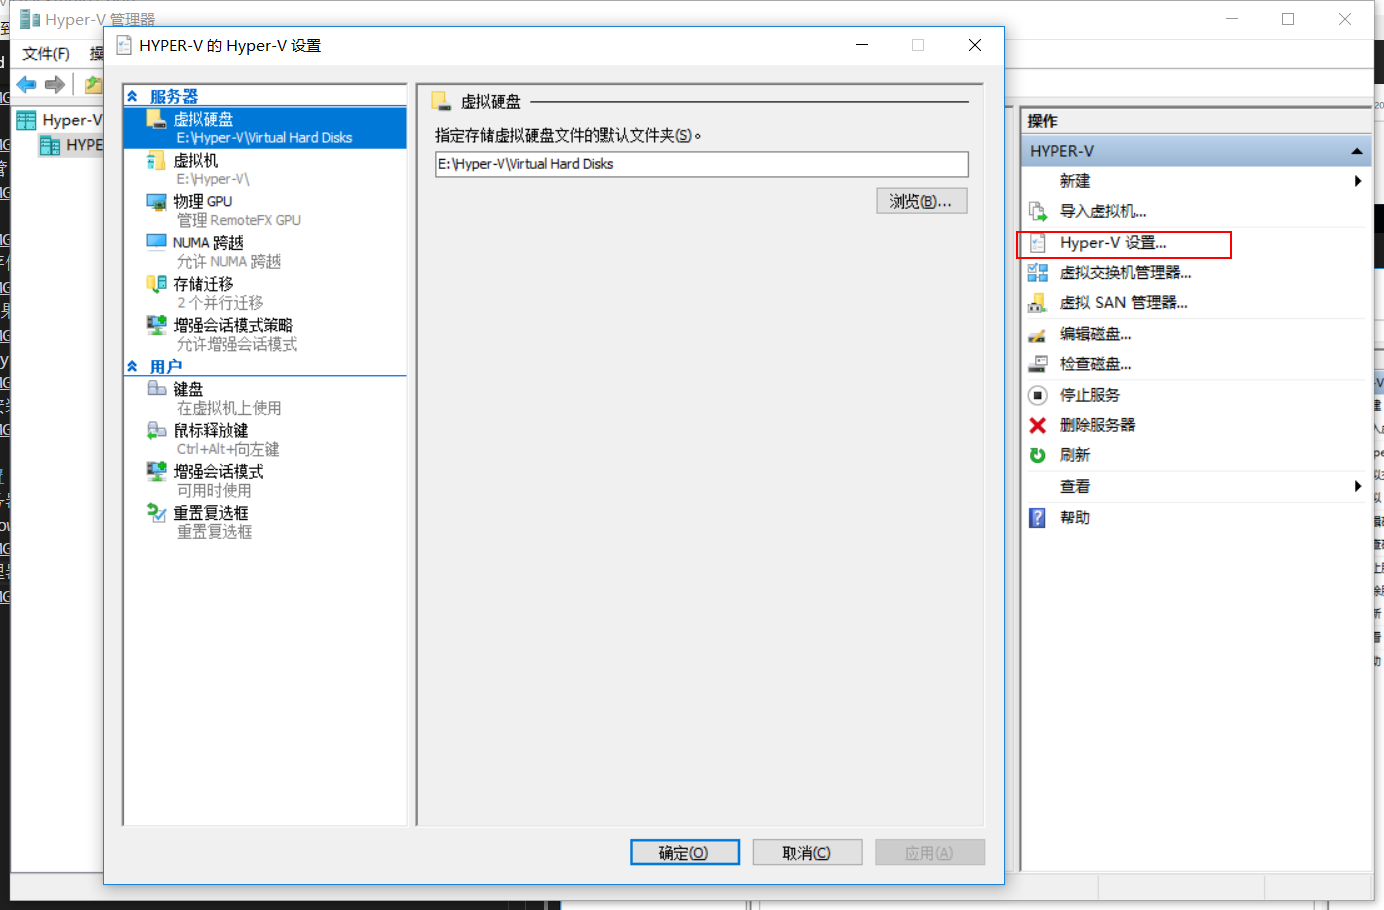 Hyper-V 管理器
文件(F)
操
Hyper-V
HYPE
HYPER-V 的 Hyper-V 设置
服务器
虚拟硬盘
E:\Hyper-V\Virtual Hard Disks
虚拟机
E:\Hyper-V\
物理 GPU
管理 RemoteFX GPU
NUMA 跨越
允许 NUMA 跨越
存储迁移
2 个并行迁移
增强会话模式策略
允许增强会话模式
用户
键盘
在虚拟机上使用
鼠标释放键
Ctrl+Alt+向左键
增强会话模式
可用时使用
重置复选框
重置复选框
虚拟硬盘
指定存储虚拟硬盘文件的默认文件夹(S)。
E:\Hyper-V\Virtual Hard Disks
浏览(B)...
确定(O)
取消(C)
应用(A)
操作
HYPER-V
新建
导入虚拟机...
Hyper-V 设置...
虚拟交换机管理器...
虚拟 SAN 管理器...
编辑磁盘...
检查磁盘...
停止服务
删除服务器
刷新
查看
帮助